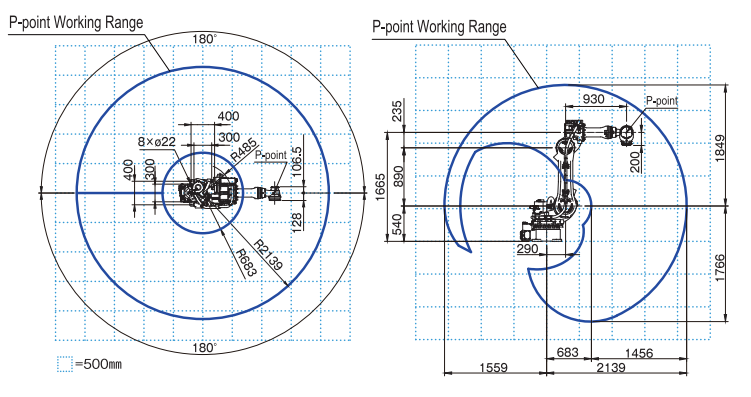 P-point Working Range
180°
400
8×ø22
300
R485
P-point
400
300
106.5
128
R2139
R683
180°
=500mm
P-point Working Range
930
P-point
235
200
1849
1665
890
540
290
1766
683
1456
1559
2139